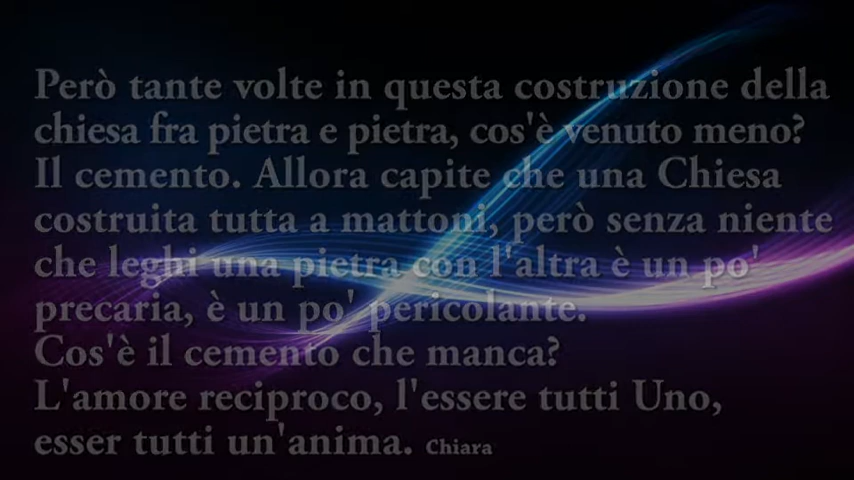 Però tante volte in questa costruzione della
chiesa fra pietra e pietra, cos'è venuto meno?
Il cemento. Allora capite che una Chiesa
costruita tutta a mattoni, però senza niente
che leghi una pietra con l'altra è un po'
precaria, è un po' pericolante.
Cos'è il cemento che manca?
L'amore reciproco, l'essere tutti Uno,
esser tutti un'anima. Chiara